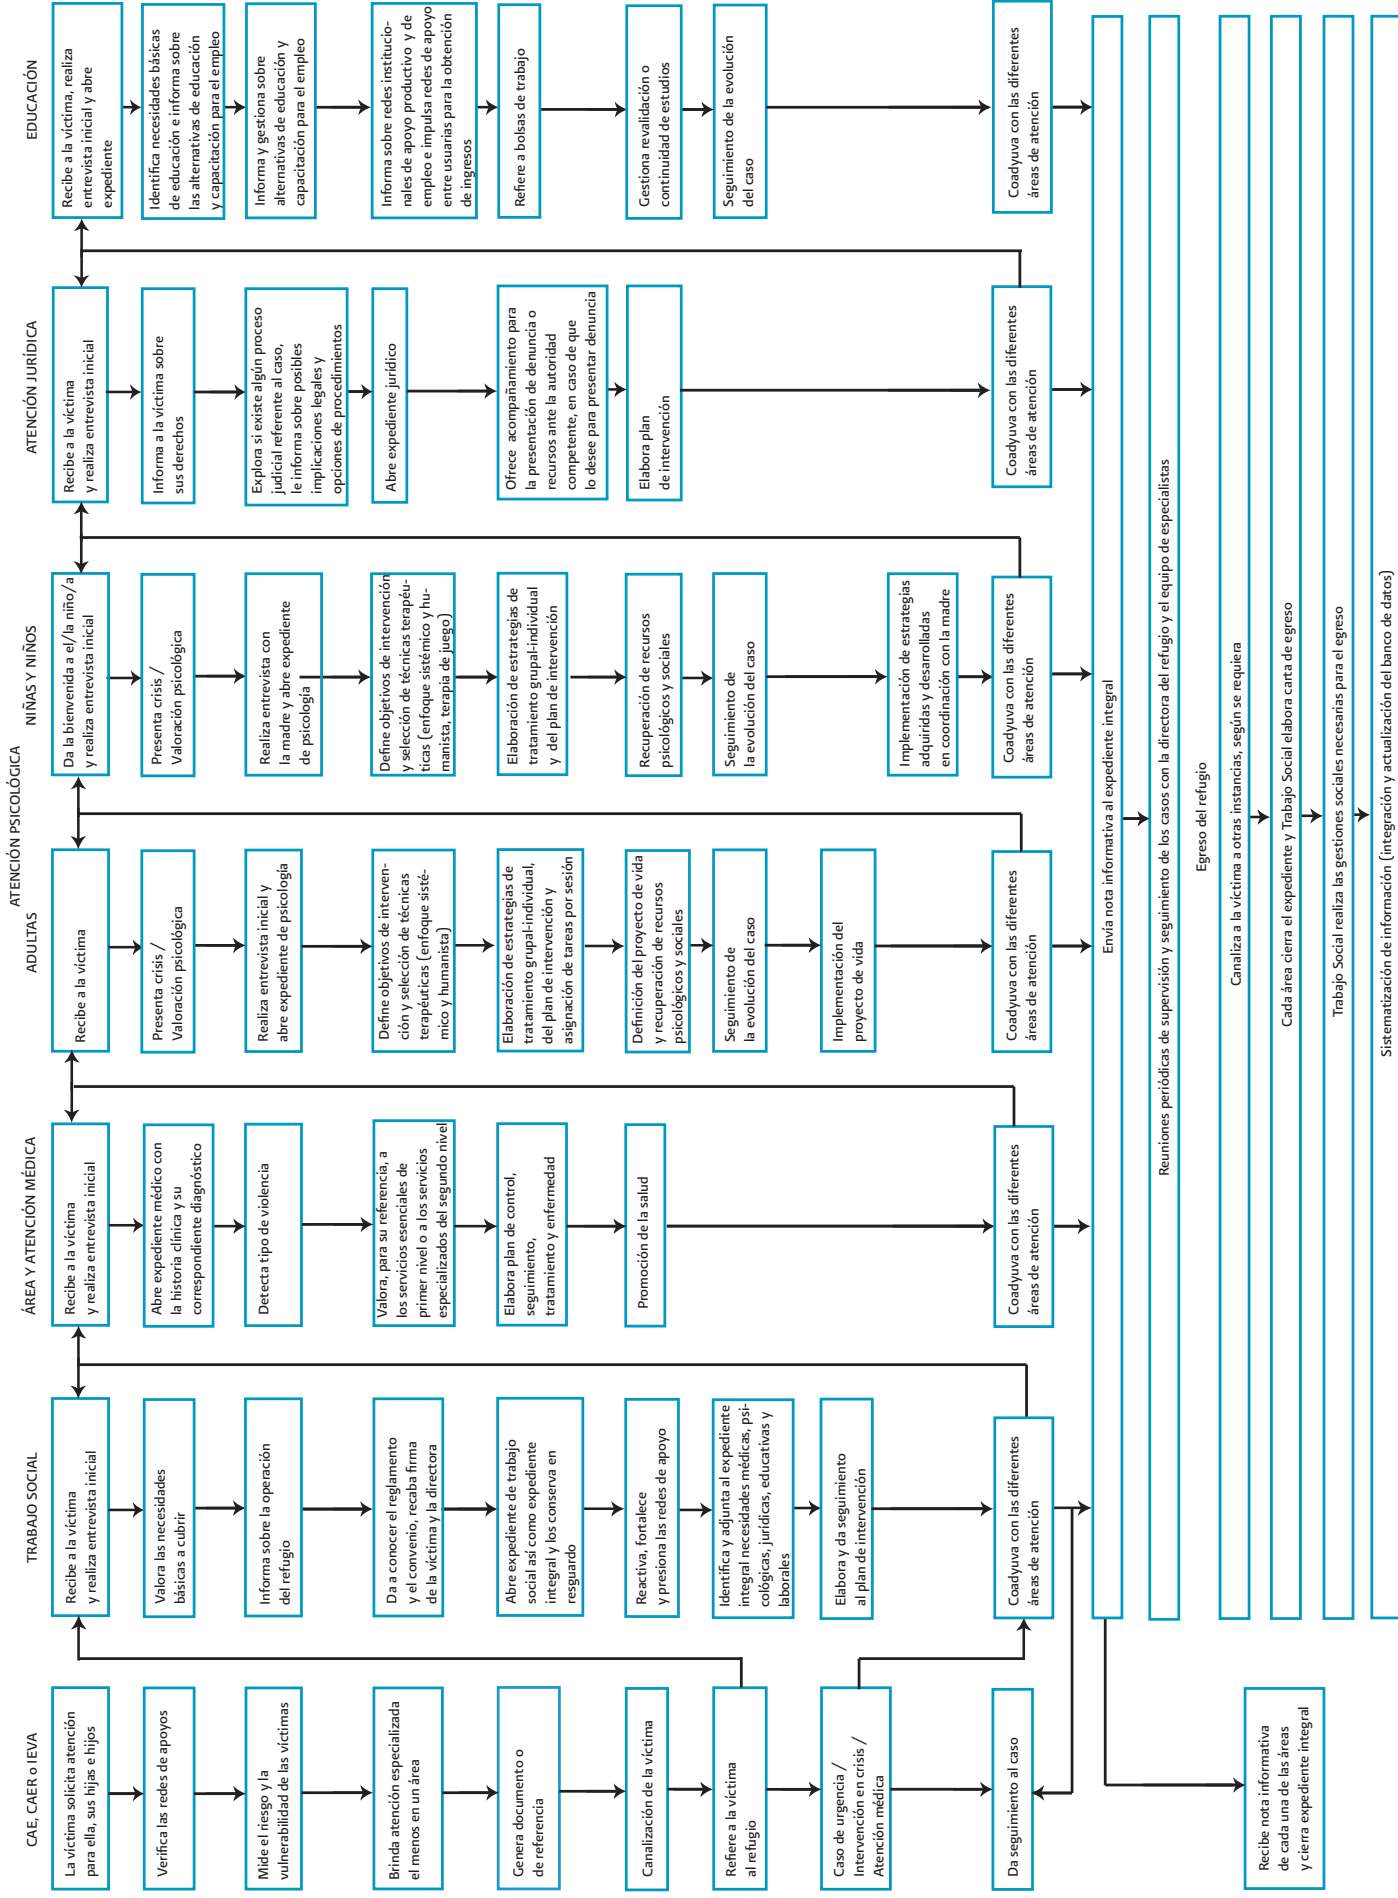 CAE, CAER o IEVA
La víctima solicita atención
para ella, sus hijas e hijos
Verifica las redes de apoyos
Mide el riesgo y la
vulnerabilidad de las víctimas
Brinda atención especializada
el menos en un área
Genera documento o
de referencia
Canalización de la víctima
Refiere a la víctima
al refugio
Caso de urgencia /
Intervención en crisis /
Atención médica
Da seguimiento al caso
Recibe nota informativa
de cada una de las áreas
y cierra expediente integral
TRABAJO SOCIAL
Recibe a la víctima
y realiza entrevista inicial
Valora las necesidades
básicas a cubrir
Informa sobre la operación
del refugio
Da a conocer el reglamento
y el convenio, recaba firma
de la víctima y la directora
Abre expediente de trabajo
social así como expediente
integral y los conserva en
resguardo
Reactiva, fortalece
y presiona las redes de apoyo
Identifica y adjunta al expediente
integral necesidades médicas, psi-
cológicas, jurídicas, educativas y
laborales
Elabora y da seguimiento
al plan de intervención
Coadyuva con las diferentes
áreas de atención
ÁREA Y ATENCIÓN MÉDICA
Recibe a la víctima
y realiza entrevista inicial
Abre expediente médico con
la historia clínica y su
correspondiente diagnóstico
Detecta tipo de violencia
Valora, para su referencia, a
los servicios esenciales de
primer nivel o a los servicios
especializados del segundo nivel
Elabora plan de control,
seguimiento,
tratamiento y enfermedad
Promoción de la salud
Coadyuva con las diferentes
áreas de atención
ATENCIÓN PSICOLÓGICA
ADULTAS
Recibe a la víctima
Presenta crisis /
Valoración psicológica
Realiza entrevista inicial y
abre expediente de psicología
Define objetivos de interven-
ción y selección de técnicas
terapéuticas (enfoque sisté-
mico y humanista)
Elaboración de estrategias de
tratamiento grupal-individual,
del plan de intervención y
asignación de tareas por sesión
Definición del proyecto de vida
y recuperación de recursos
psicológicos y sociales
Seguimiento de
la evolución del caso
Implementación del
proyecto de vida
Coadyuva con las diferentes
áreas de atención
NIÑAS Y NIÑOS
Da la bienvenida a el/la niño/a
y realiza entrevista inicial
Presenta crisis /
Valoración psicológica
Realiza entrevista con
la madre y abre expediente
de psicología
Define objetivos de intervención
y selección de técnicas terapéu-
ticas (enfoque sistémico y hu-
manista, terapia de juego)
Elaboración de estrategias de
tratamiento grupal-individual
y del plan de intervención
Recuperación de recursos
psicológicos y sociales
Seguimiento de
la evolución del caso
Implementación de estrategias
adquiridas y desarrolladas
en coordinación con la madre
Coadyuva con las diferentes
áreas de atención
ATENCIÓN JURÍDICA
Recibe a la víctima
y realiza entrevista inicial
Informa a la víctima sobre
sus derechos
Explora si existe algún proceso
judicial referente al caso,
le informa sobre posibles
implicaciones legales y
opciones de procedimientos
Abre expediente jurídico
Ofrece acompañamiento para
la presentación de denuncia o
recursos ante la autoridad
competente, en caso de que
lo desee para presentar denuncia
Elabora plan
de intervención
Coadyuva con las diferentes
áreas de atención
EDUCACIÓN
Recibe a la víctima, realiza
entrevista inicial y abre
expediente
Identifica necesidades básicas
de educación e informa sobre
las alternativas de educación
y capacitación para el empleo
Informa y gestiona sobre
alternativas de educación y
capacitación para el empleo
Informa sobre redes institucio-
nales de apoyo productivo y de
empleo e impulsa redes de apoyo
entre usuarias para la obtención
de ingresos
Refiere a bolsas de trabajo
Gestiona revalidación o
continuidad de estudios
Seguimiento de la evolución
del caso
Coadyuva con las diferentes
áreas de atención
Envía nota informativa al expediente integral
Reuniones periódicas de supervisión y seguimiento de los casos con la directora del refugio y el equipo de especialistas
Egreso del refugio
Canaliza a la víctima a otras instancias, según se requiera
Cada área cierra el expediente y Trabajo Social elabora carta de egreso
Trabajo Social realiza las gestiones sociales necesarias para el egreso
Sistematización de información (integración y actualización del banco de datos)